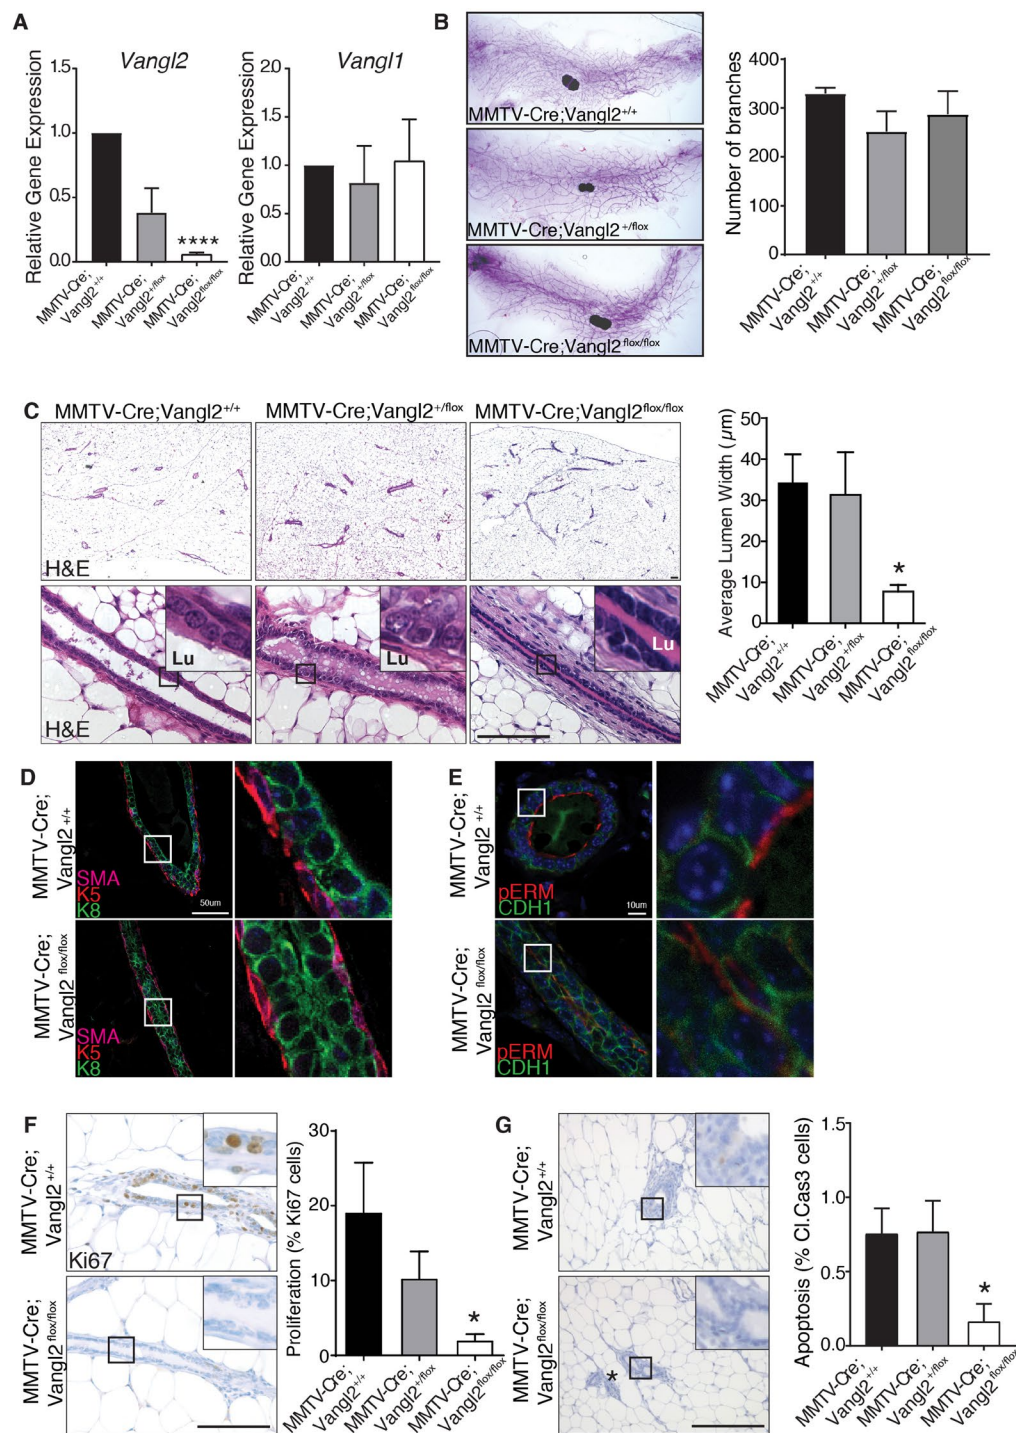 A
Vangl2
Relative Gene Expression
1.5
1.0
0.5
0.0
****
MMTV-Cre;
Vangl2+/+
MMTV-Cre;
Vangl2+/flox
MMTV-Cre;
Vangl2flox/flox
Vangl1
Relative Gene Expression
2.0
1.5
1.0
0.5
0.0
MMTV-Cre;
Vangl2+/+
MMTV-Cre;
Vangl2+/flox
MMTV-Cre;
Vangl2flox/flox
B
MMTV-Cre;Vangl2+/+
MMTV-Cre;Vangl2+/flox
MMTV-Cre;Vangl2flox/flox
Number of branches
400
300
200
100
0
MMTV-Cre;
Vangl2+/+
MMTV-Cre;
Vangl2+/flox
MMTV-Cre;
Vangl2flox/flox
C
MMTV-Cre;Vangl2+/+
MMTV-Cre;Vangl2+/flox
MMTV-Cre;Vangl2flox/flox
H&E
Lu
Lu
Lu
H&E
Average Lumen Width (µm)
50
40
30
20
10
0
*
MMTV-Cre;
Vangl2+/+
MMTV-Cre;
Vangl2+/flox
MMTV-Cre;
Vangl2flox/flox
D
MMTV-Cre;
Vangl2+/+
SMA
K5
K8
50um
MMTV-Cre;
Vangl2flox/flox
SMA
K5
K8
E
MMTV-Cre;
Vangl2+/+
pERM
CDH1
10um
MMTV-Cre;
Vangl2flox/flox
pERM
CDH1
F
MMTV-Cre;
Vangl2+/+
Ki67
MMTV-Cre;
Vangl2flox/flox
Proliferation (% Ki67 cells)
30
20
10
0
*
MMTV-Cre;
Vangl2+/+
MMTV-Cre;
Vangl2+/flox
MMTV-Cre;
Vangl2flox/flox
G
MMTV-Cre;
Vangl2+/+
MMTV-Cre;
Vangl2flox/flox
*
Apoptosis (% Cl.Cas3 cells)
1.5
1.0
0.5
0.0
*
MMTV-Cre;
Vangl2+/+
MMTV-Cre;
Vangl2+/flox
MMTV-Cre;
Vangl2flox/flox